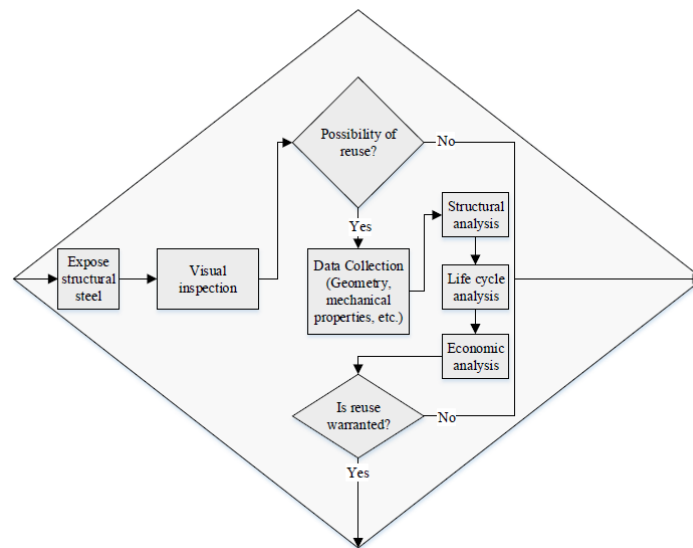 Possibility of
reuse?
No
Yes
Expose
structural
steel
Visual
inspection
Data Collection
(Geometry,
mechanical
properties, etc.)
Structural
analysis
Life cycle
analysis
Economic
analysis
Is reuse
warranted?
No
Yes